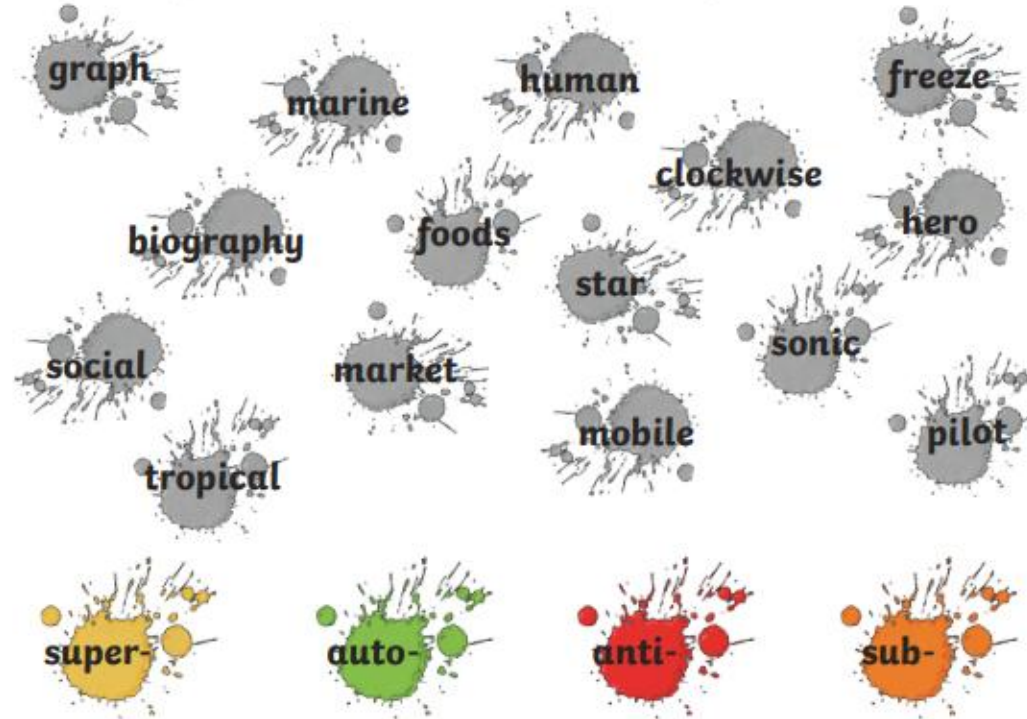 graph
marine
human
freeze
clockwise
biography
foods
hero
star
social
market
sonic
mobile
pilot
tropical
super-
auto-
anti-
sub-